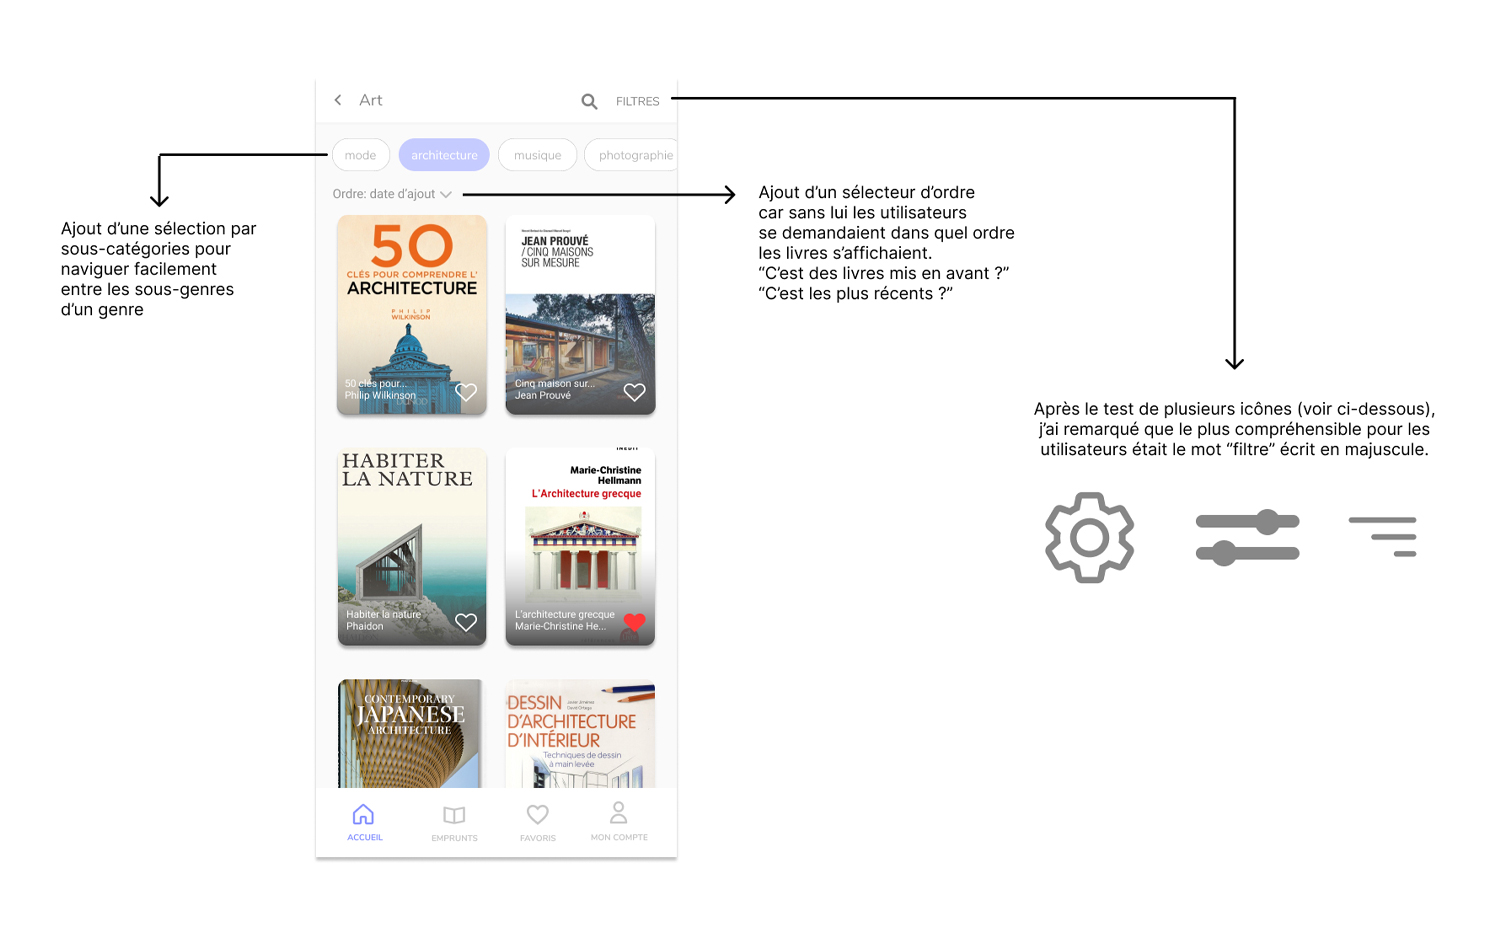 Art
FILTRES
mode
architecture
musique
photographie
Ordre: date d'ajout
Ajout d'une sélection par
sous-catégories pour
naviguer facilement
entre les sous-genres
d'un genre
Ajout d'un sélecteur d'ordre
car sans lui les utilisateurs
se demandaient dans quel ordre
les livres s'affichaient.
“C'est des livres mis en avant ?”
“C'est les plus récents ?”
Après le test de plusieurs icônes (voir ci-dessous),
j'ai remarqué que le plus compréhensible pour les
utilisateurs était le mot “filtre” écrit en majuscule.
50
CLÉS POUR COMPRENDRE L'
ARCHITECTURE
PHILIP
WILKINSON
50 clés pour...
Philip Wilkinson
JEAN PROUVÉ
/ CINQ MAISONS
SUR MESURE
Cinq maison sur...
Jean Prouvé
HABITER
LA NATURE
Habiter la nature
Phaidon
Marie-Christine
Hellmann
L'Architecture grecque
L'architecture grecque
Marie-Christine He...
CONTEMPORARY
JAPANESE
ARCHITECTURE
DESSIN
D'ARCHITECTURE
D'INTÉRIEUR
Techniques de dessin
à main levée
ACCUEIL
EMPRUNTS
FAVORIS
MON COMPTE